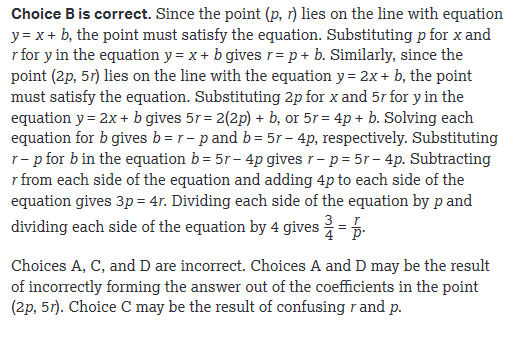 Choice B is correct. Since the point (p, r) lies on the line with equation
y = x + b, the point must satisfy the equation. Substituting p for x and
r for y in the equation y = x + b gives r = p + b. Similarly, since the
point (2p, 5r) lies on the line with the equation y = 2x + b, the point
must satisfy the equation. Substituting 2p for x and 5r for y in the
equation y = 2x + b gives 5r = 2(2p) + b, or 5r = 4p + b. Solving each
equation for b gives b = r – p and b = 5r – 4p, respectively. Substituting
r – p for b in the equation b = 5r – 4p gives r – p = 5r – 4p. Subtracting
r from each side of the equation and adding 4p to each side of the
equation gives 3p = 4r. Dividing each side of the equation by p and
dividing each side of the equation by 4 gives 3/4 = r/p.
Choices A, C, and D are incorrect. Choices A and D may be the result
of incorrectly forming the answer out of the coefficients in the point
(2p, 5r). Choice C may be the result of confusing r and p.